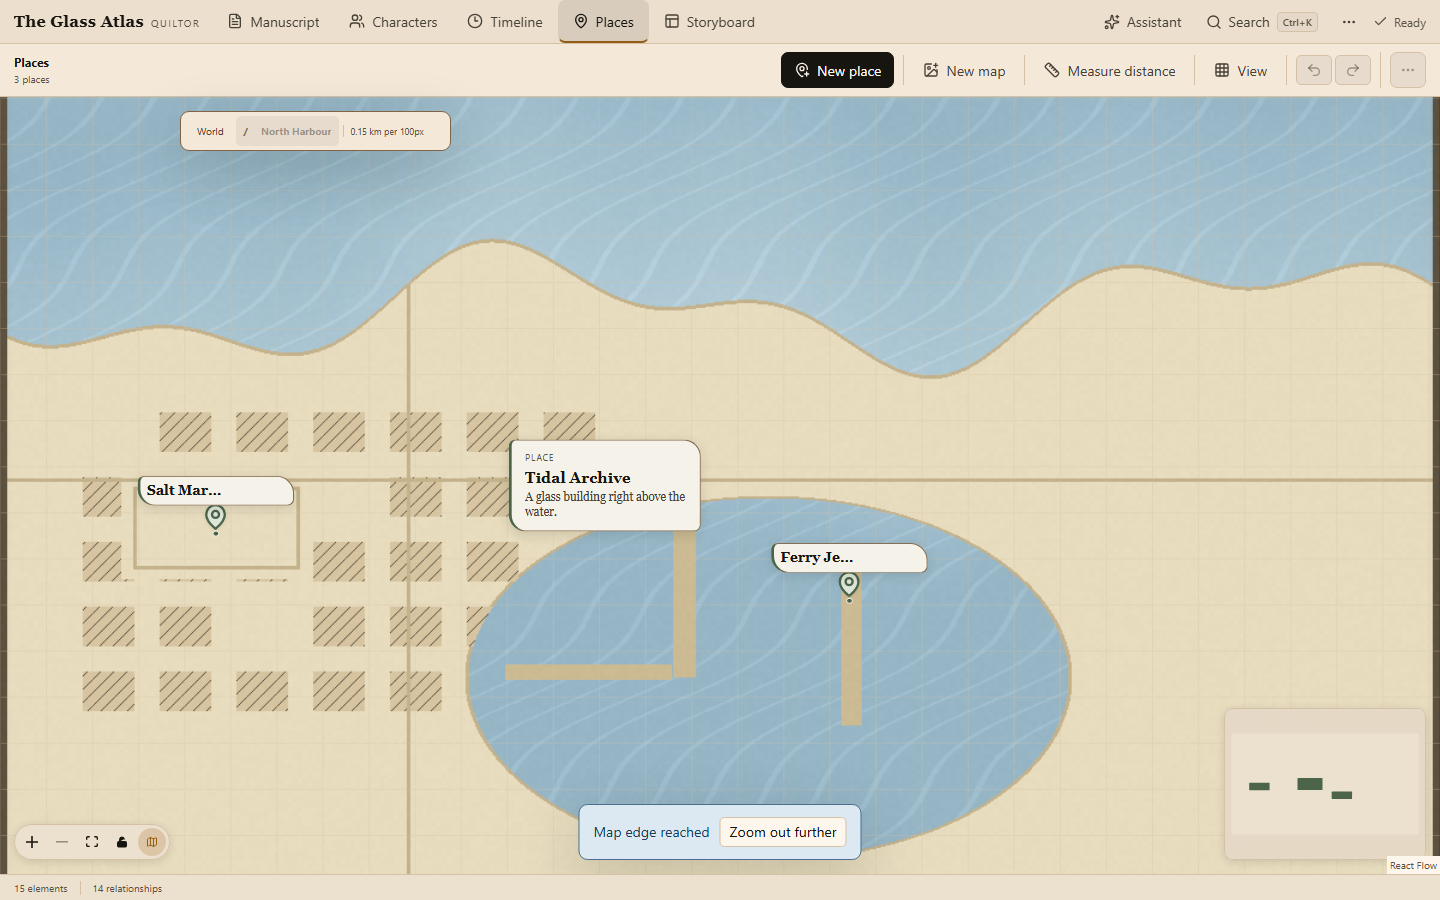 The Glass Atlas QUILTOR Manuscript Characters Timeline Places Storyboard Assistant Search Ctrl+K ··· Ready
Places
3 places
New place New map Measure distance View ···
World / North Harbour 0.15 km per 100px
PLACE
Tidal Archive
A glass building right above the
water.
Salt Mar...
Ferry Je...
Map edge reached Zoom out further
React Flow
15 elements 14 relationships